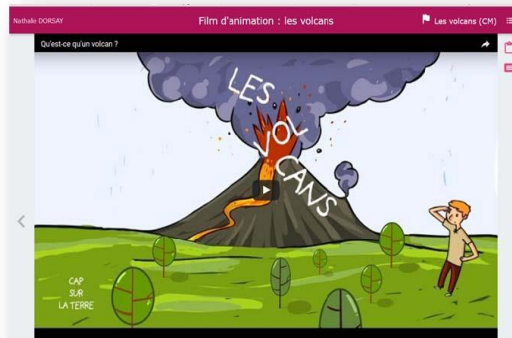 Nathalie DORSAY
Film d'animation : les volcans
Les volcans (CM)
Qu'est-ce qu'un volcan ?
LES
VOL
CANS
CAP
SUR
LA TERRE